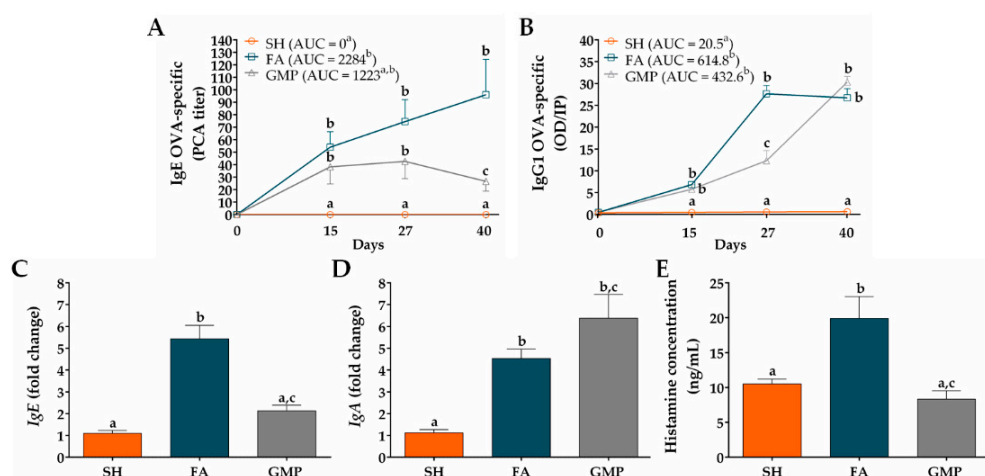 A
SH (AUC = 0ᵃ)
FA (AUC = 2284ᵇ)
GMP (AUC = 1223ᵃ,ᵇ)
IgE OVA-specific
(PCA titer)
140
130
120
110
100
90
80
70
60
50
40
30
20
10
0
b
b
b
b
b
c
a
a
a
0
15
27
40
Days
B
SH (AUC = 20.5ᵃ)
FA (AUC = 614.8ᵇ)
GMP (AUC = 432.6ᵇ)
IgG1 OVA-specific
(OD/IP)
40
35
30
25
20
15
10
5
0
b
b
b
b
b
c
a
a
a
0
15
27
40
Days
C
IgE (fold change)
8
7
6
5
4
3
2
1
0
a
b
a,c
SH
FA
GMP
D
IgA (fold change)
8
7
6
5
4
3
2
1
0
a
b
b,c
SH
FA
GMP
E
Histamine concentration
(ng/mL)
25
20
15
10
5
0
a
b
a,c
SH
FA
GMP